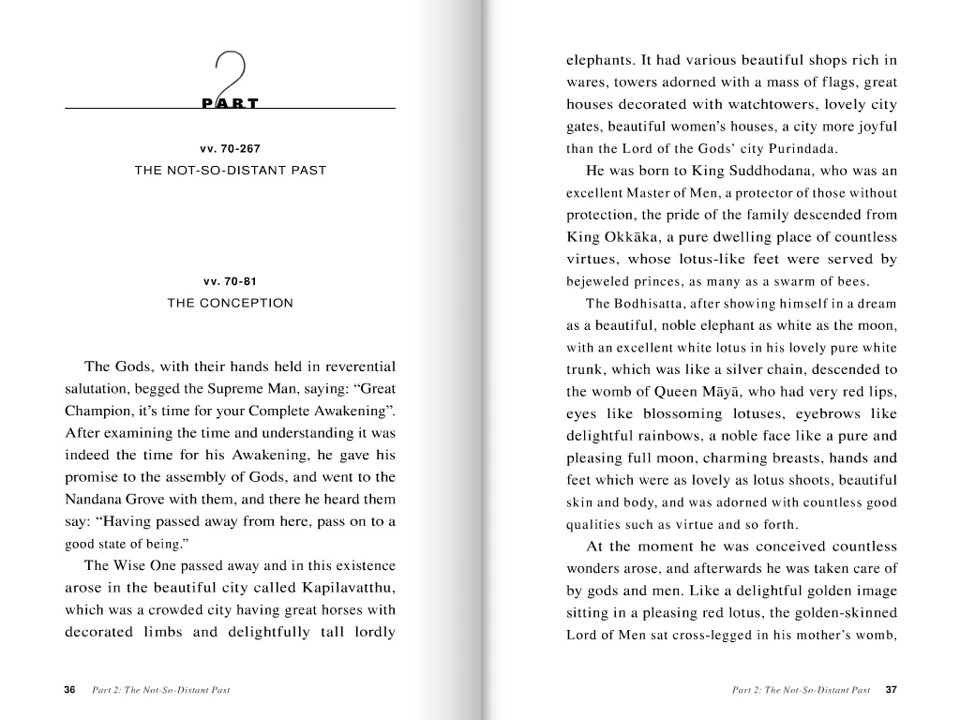 2
PART
vv. 70-267
THE NOT-SO-DISTANT PAST
vv. 70-81
THE CONCEPTION
The Gods, with their hands held in reverential
salutation, begged the Supreme Man, saying: “Great
Champion, it’s time for your Complete Awakening”.
After examining the time and understanding it was
indeed the time for his Awakening, he gave his
promise to the assembly of Gods, and went to the
Nandana Grove with them, and there he heard them
say: “Having passed away from here, pass on to a
good state of being.”
The Wise One passed away and in this existence
arose in the beautiful city called Kapilavatthu,
which was a crowded city having great horses with
decorated limbs and delightfully tall lordly
36 Part 2: The Not-So-Distant Past
elephants. It had various beautiful shops rich in
wares, towers adorned with a mass of flags, great
houses decorated with watchtowers, lovely city
gates, beautiful women’s houses, a city more joyful
than the Lord of the Gods’ city Purindada.
He was born to King Suddhodana, who was an
excellent Master of Men, a protector of those without
protection, the pride of the family descended from
King Okkāka, a pure dwelling place of countless
virtues, whose lotus-like feet were served by
bejeweled princes, as many as a swarm of bees.
The Bodhisatta, after showing himself in a dream
as a beautiful, noble elephant as white as the moon,
with an excellent white lotus in his lovely pure white
trunk, which was like a silver chain, descended to
the womb of Queen Māyā, who had very red lips,
eyes like blossoming lotuses, eyebrows like
delightful rainbows, a noble face like a pure and
pleasing full moon, charming breasts, hands and
feet which were as lovely as lotus shoots, beautiful
skin and body, and was adorned with countless good
qualities such as virtue and so forth.
At the moment he was conceived countless
wonders arose, and afterwards he was taken care of
by gods and men. Like a delightful golden image
sitting in a pleasing red lotus, the golden-skinned
Lord of Men sat cross-legged in his mother’s womb,
Part 2: The Not-So-Distant Past 37